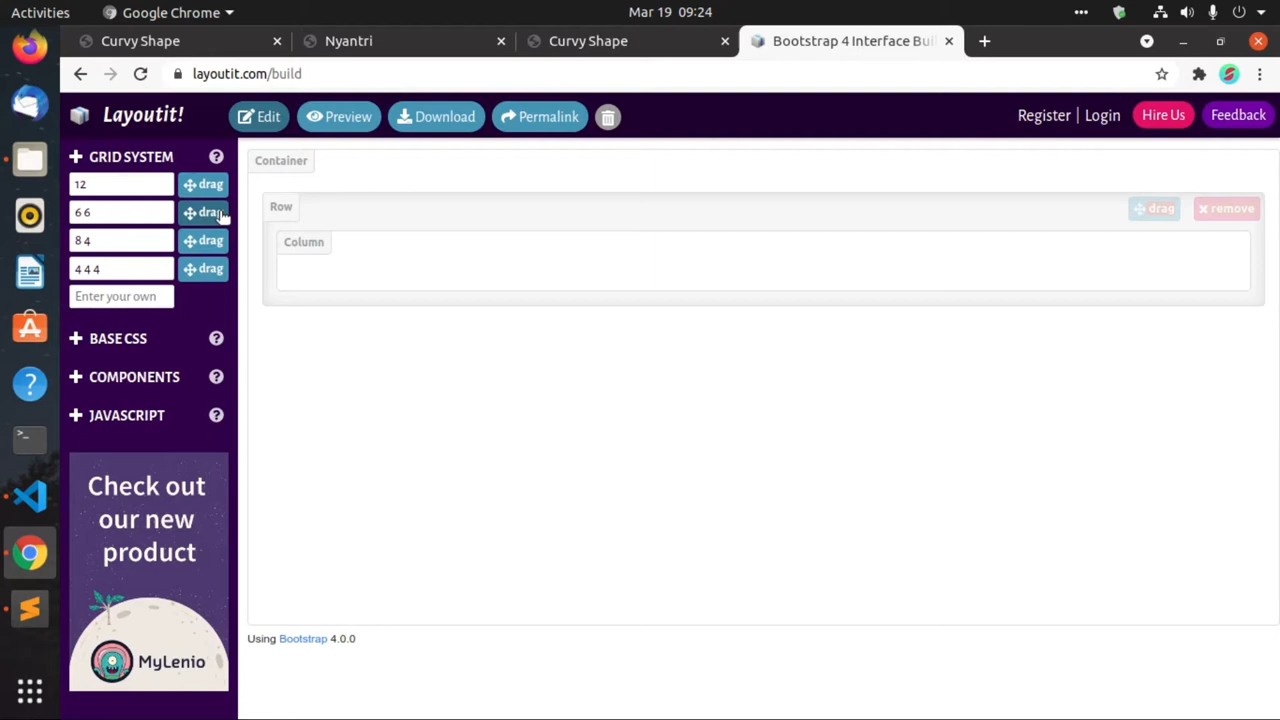 Activities Google Chrome Mar 19 09:24
Curvy Shape Nyantri Curvy Shape Bootstrap 4 Interface Bui
layoutit.com/build
Layoutit! Edit Preview Download Permalink Register | Login Hire Us Feedback
GRID SYSTEM
12 drag
6 6 drag
8 4 drag
4 4 4 drag
Enter your own
BASE CSS
COMPONENTS
JAVASCRIPT
Check out
our new
product
MyLenio
Container
Row drag remove
Column
Using Bootstrap 4.0.0